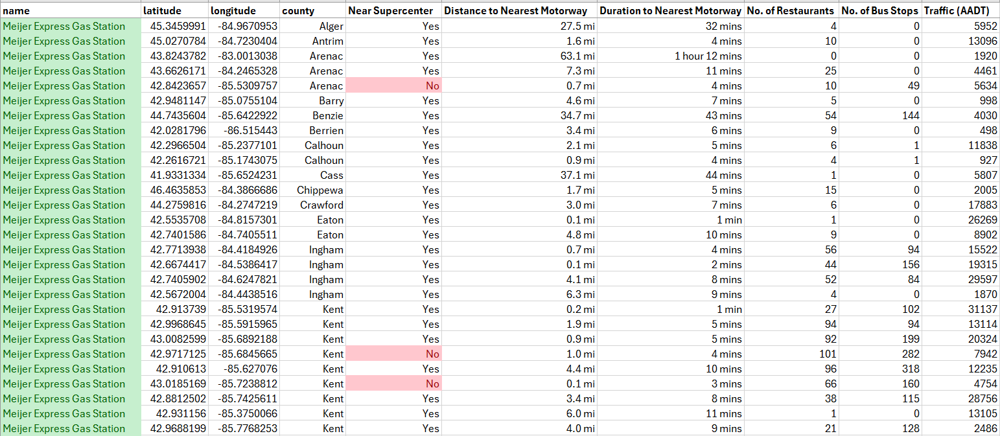 name latitude longitude county Near Supercenter Distance to Nearest Motorway Duration to Nearest Motorway No. of Restaurants No. of Bus Stops Traffic (AADT)
Meijer Express Gas Station 45.3459991 -84.9670953 Alger Yes 27.5 mi 32 mins 4 0 5952
Meijer Express Gas Station 45.0270784 -84.7230404 Antrim Yes 1.6 mi 4 mins 10 0 13096
Meijer Express Gas Station 43.8243782 -83.0013038 Arenac Yes 63.1 mi 1 hour 12 mins 0 0 1920
Meijer Express Gas Station 43.6626171 -84.2465328 Arenac Yes 7.3 mi 11 mins 25 0 4461
Meijer Express Gas Station 42.8423657 -85.5309757 Arenac No 0.7 mi 4 mins 10 49 5634
Meijer Express Gas Station 42.9481147 -85.0755104 Barry Yes 4.6 mi 7 mins 5 0 998
Meijer Express Gas Station 44.7435604 -85.6422922 Benzie Yes 34.7 mi 43 mins 54 144 4030
Meijer Express Gas Station 42.0281796 -86.515443 Berrien Yes 3.4 mi 6 mins 9 0 498
Meijer Express Gas Station 42.2966504 -85.2377101 Calhoun Yes 2.1 mi 5 mins 6 1 11838
Meijer Express Gas Station 42.2616721 -85.1743075 Calhoun Yes 0.9 mi 4 mins 4 1 927
Meijer Express Gas Station 41.9331334 -85.6524231 Cass Yes 37.1 mi 44 mins 1 0 5807
Meijer Express Gas Station 46.4635853 -84.3866686 Chippewa Yes 1.7 mi 5 mins 15 0 2005
Meijer Express Gas Station 44.2759816 -84.2747219 Crawford Yes 3.0 mi 7 mins 6 0 17883
Meijer Express Gas Station 42.5535708 -84.8157301 Eaton Yes 0.1 mi 1 min 1 0 26269
Meijer Express Gas Station 42.7401586 -84.7405511 Eaton Yes 4.8 mi 10 mins 9 0 8902
Meijer Express Gas Station 42.7713938 -84.4184926 Ingham Yes 0.7 mi 4 mins 56 94 15522
Meijer Express Gas Station 42.6674417 -84.5386417 Ingham Yes 0.1 mi 2 mins 44 156 19315
Meijer Express Gas Station 42.7405902 -84.6247821 Ingham Yes 4.1 mi 8 mins 52 84 29597
Meijer Express Gas Station 42.5672004 -84.4438516 Ingham Yes 6.3 mi 9 mins 4 0 1870
Meijer Express Gas Station 42.913739 -85.5319574 Kent Yes 0.2 mi 1 min 27 102 31137
Meijer Express Gas Station 42.9968645 -85.5915965 Kent Yes 1.9 mi 5 mins 94 94 13114
Meijer Express Gas Station 43.0082599 -85.6892188 Kent Yes 0.9 mi 5 mins 92 199 20324
Meijer Express Gas Station 42.9717125 -85.6845665 Kent No 1.0 mi 4 mins 101 282 7942
Meijer Express Gas Station 42.910613 -85.627076 Kent Yes 4.4 mi 10 mins 96 318 12235
Meijer Express Gas Station 43.0185169 -85.7238812 Kent No 0.1 mi 3 mins 66 160 4754
Meijer Express Gas Station 42.8812502 -85.7425611 Kent Yes 3.4 mi 8 mins 38 115 28756
Meijer Express Gas Station 42.931156 -85.3750066 Kent Yes 6.0 mi 11 mins 1 0 13105
Meijer Express Gas Station 42.9688199 -85.7768253 Kent Yes 4.0 mi 9 mins 21 128 2486